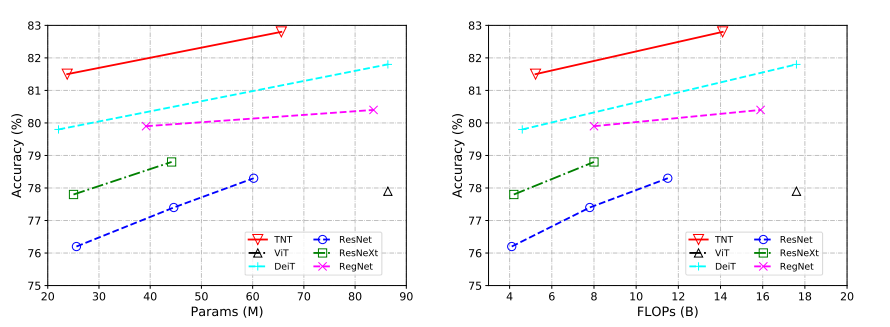 83
82
81
80
79
78
77
76
75
Accuracy (%)
20 30 40 50 60 70 80 90
Params (M)
TNT
ViT
DeiT
ResNet
ResNeXt
RegNet
83
82
81
80
79
78
77
76
75
Accuracy (%)
4 6 8 10 12 14 16 18 20
FLOPs (B)
TNT
ViT
DeiT
ResNet
ResNeXt
RegNet